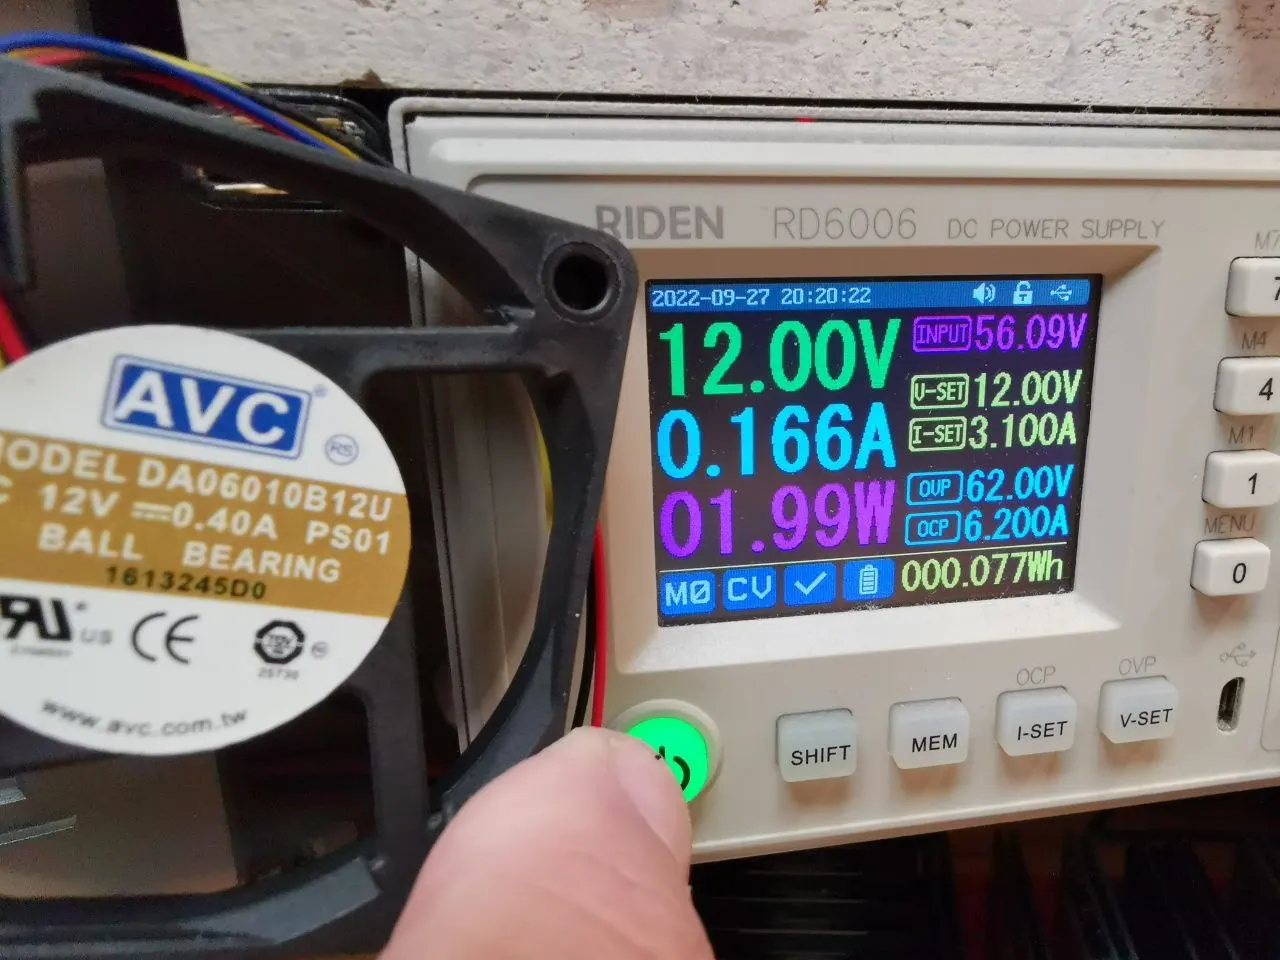 AVC
RS
MODEL DA06010B12U
12V 0.40A PS01
BALL BEARING
1613245D0
US
CE
www.avc.com.tw
RIDEN RD6006 DC POWER SUPPLY
2022-09-27 20:20:22
12.00V
0.166A
01.99W
INPUT 56.09V
V-SET 12.00V
I-SET 3.100A
OVP 62.00V
OCP 6.200A
M0 CV 000.077Wh
M7
7
M4
4
M1
1
MENU
0
OCP OVP
SHIFT MEM I-SET V-SET